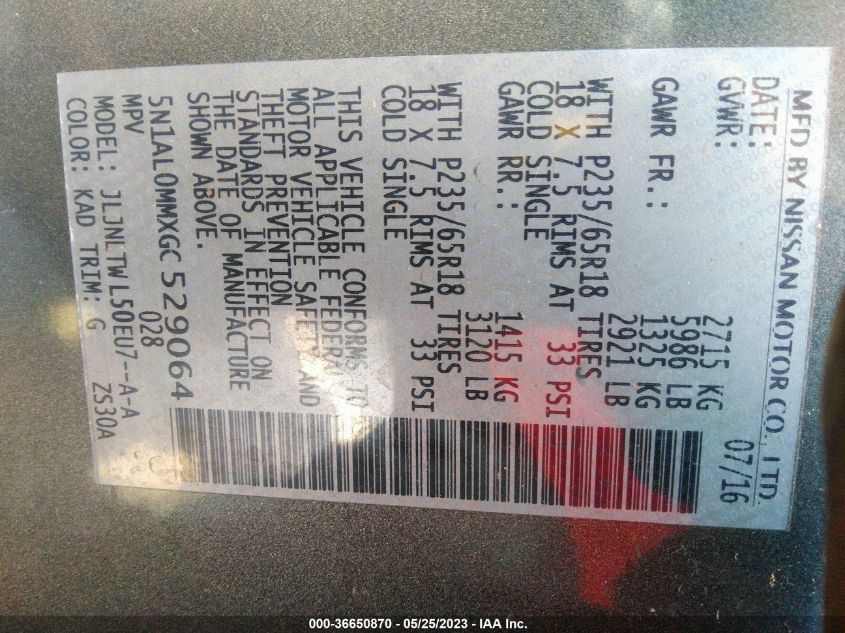 MFD BY NISSAN MOTOR CO., LTD.
DATE: 07/16
GVWR: 2715 KG
5986 LB
GAWR FR.: 1325 KG
2921 LB
WITH P235/65R18 TIRES
18 X 7.5 RIMS AT 33 PSI
COLD SINGLE
GAWR RR.: 1415 KG
3120 LB
WITH P235/65R18 TIRES
18 X 7.5 RIMS AT 33 PSI
COLD SINGLE
THIS VEHICLE CONFORMS TO
ALL APPLICABLE FEDERAL
MOTOR VEHICLE SAFETY AND
THEFT PREVENTION
STANDARDS IN EFFECT ON
THE DATE OF MANUFACTURE
SHOWN ABOVE.
5N1AL0MMXGC529064
MPV 028
MODEL: JLJNLTWL50EU7--A-A
COLOR: KAD TRIM: G ZS30A
000-36650870 - 05/25/2023 - IAA Inc.